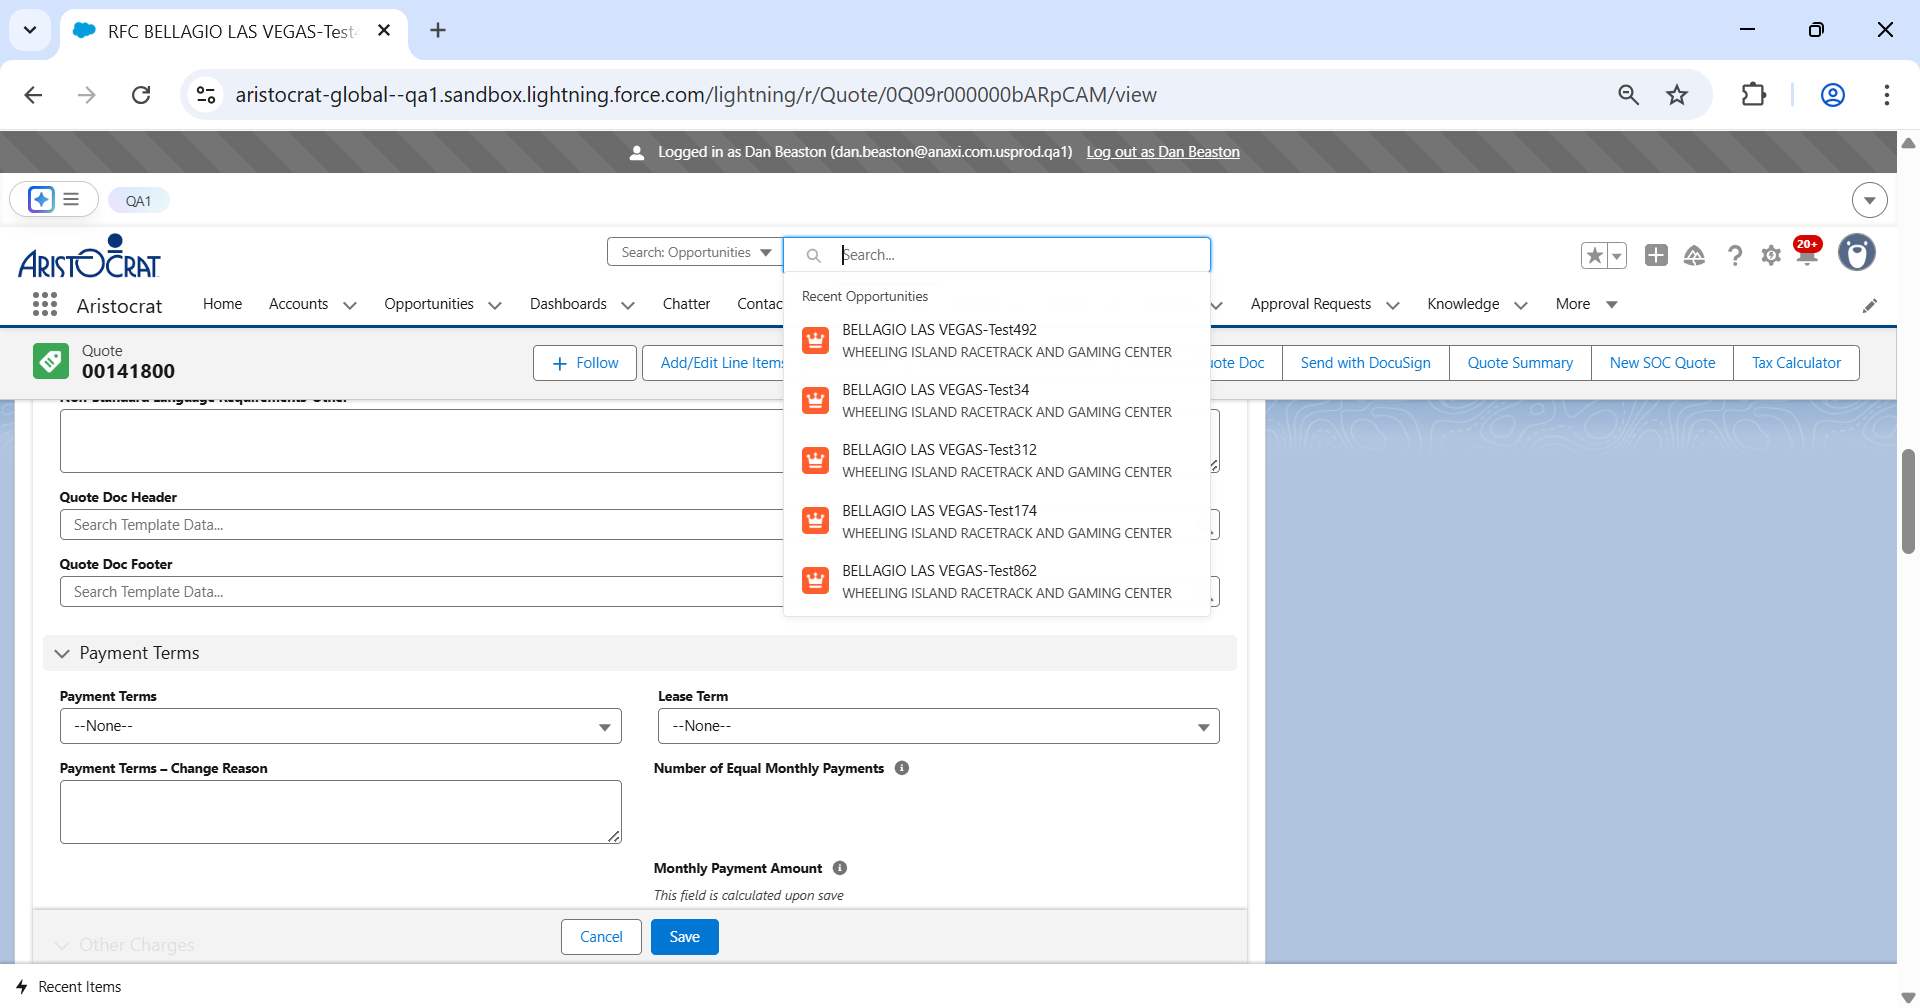 RFC BELLAGIO LAS VEGAS-Test
aristocrat-global--qa1.sandbox.lightning.force.com/lightning/r/Quote/0Q09r000000bARpCAM/view
Logged in as Dan Beaston (dan.beaston@anaxi.com.usprod.qa1) Log out as Dan Beaston
QA1
ARISTOCRAT
Search: Opportunities
Search...
20+
Aristocrat
Home
Accounts
Opportunities
Dashboards
Chatter
Contac
Approval Requests
Knowledge
More
Recent Opportunities
BELLAGIO LAS VEGAS-Test492
WHEELING ISLAND RACETRACK AND GAMING CENTER
BELLAGIO LAS VEGAS-Test34
WHEELING ISLAND RACETRACK AND GAMING CENTER
BELLAGIO LAS VEGAS-Test312
WHEELING ISLAND RACETRACK AND GAMING CENTER
BELLAGIO LAS VEGAS-Test174
WHEELING ISLAND RACETRACK AND GAMING CENTER
BELLAGIO LAS VEGAS-Test862
WHEELING ISLAND RACETRACK AND GAMING CENTER
Quote
00141800
Follow
Add/Edit Line Items
uote Doc
Send with DocuSign
Quote Summary
New SOC Quote
Tax Calculator
Non-Standard Language Requirements Other
Quote Doc Header
Search Template Data...
Quote Doc Footer
Search Template Data...
Payment Terms
Payment Terms
--None--
Lease Term
--None--
Payment Terms – Change Reason
Number of Equal Monthly Payments
Monthly Payment Amount
This field is calculated upon save
Other Charges
Cancel
Save
Recent Items